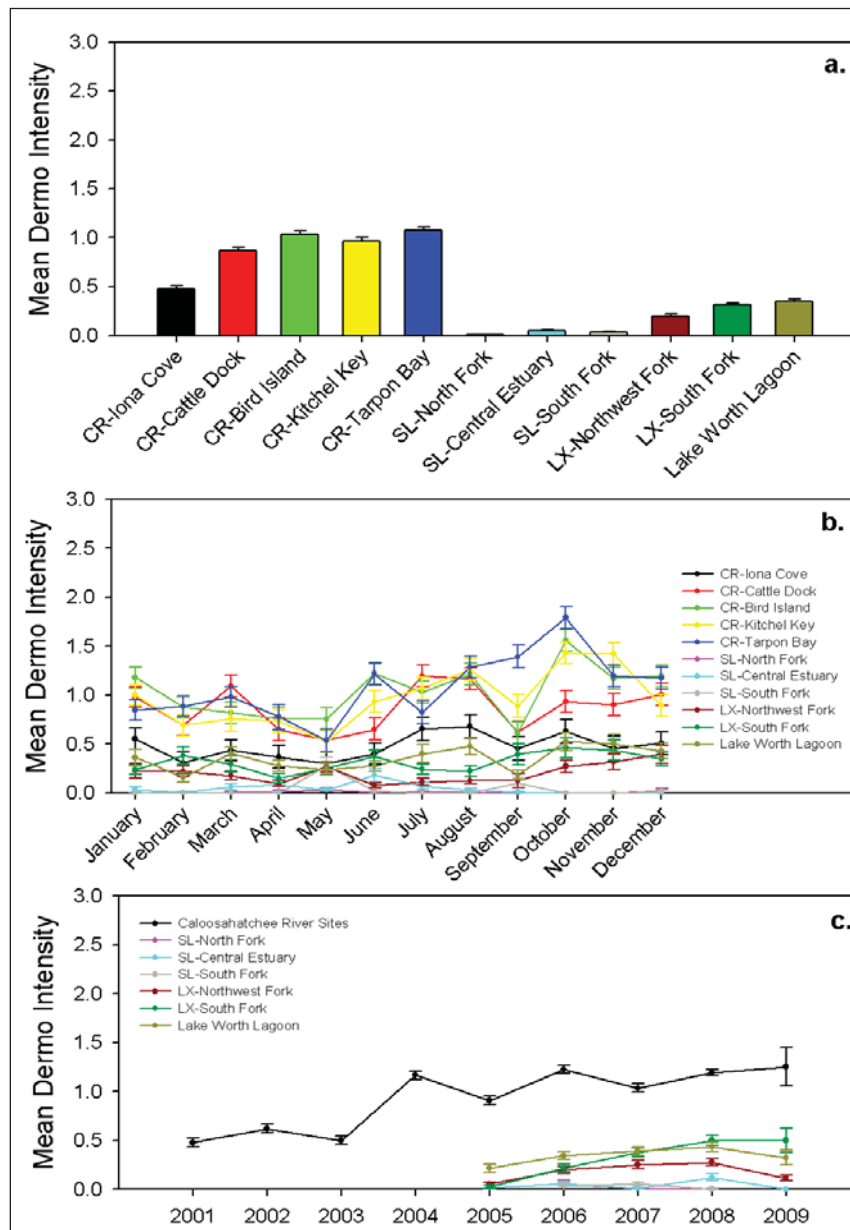 a.
Mean Dermo Intensity
3.0
2.5
2.0
1.5
1.0
0.5
0.0
CR-Iona Cove
CR-Cattle Dock
CR-Bird Island
CR-Kitchel Key
CR-Tarpon Bay
SL-North Fork
SL-Central Estuary
SL-South Fork
LX-Northwest Fork
LX-South Fork
Lake Worth Lagoon
b.
Mean Dermo Intensity
3.0
2.5
2.0
1.5
1.0
0.5
0.0
CR-Iona Cove
CR-Cattle Dock
CR-Bird Island
CR-Kitchel Key
CR-Tarpon Bay
SL-North Fork
SL-Central Estuary
SL-South Fork
LX-Northwest Fork
LX-South Fork
Lake Worth Lagoon
January
February
March
April
May
June
July
August
September
October
November
December
c.
Mean Dermo Intensity
3.0
2.5
2.0
1.5
1.0
0.5
0.0
Caloosahatchee River Sites
SL-North Fork
SL-Central Estuary
SL-South Fork
LX-Northwest Fork
LX-South Fork
Lake Worth Lagoon
2001 2002 2003 2004 2005 2006 2007 2008 2009